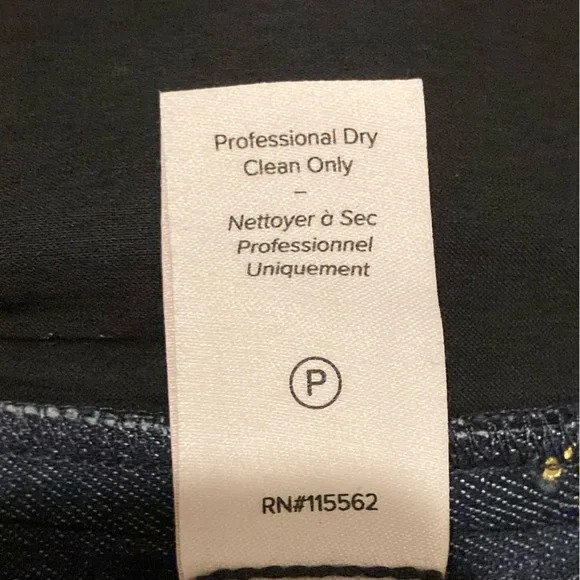 Professional Dry
Clean Only
–
Nettoyer à Sec
Professionnel
Uniquement
P
RN#115562